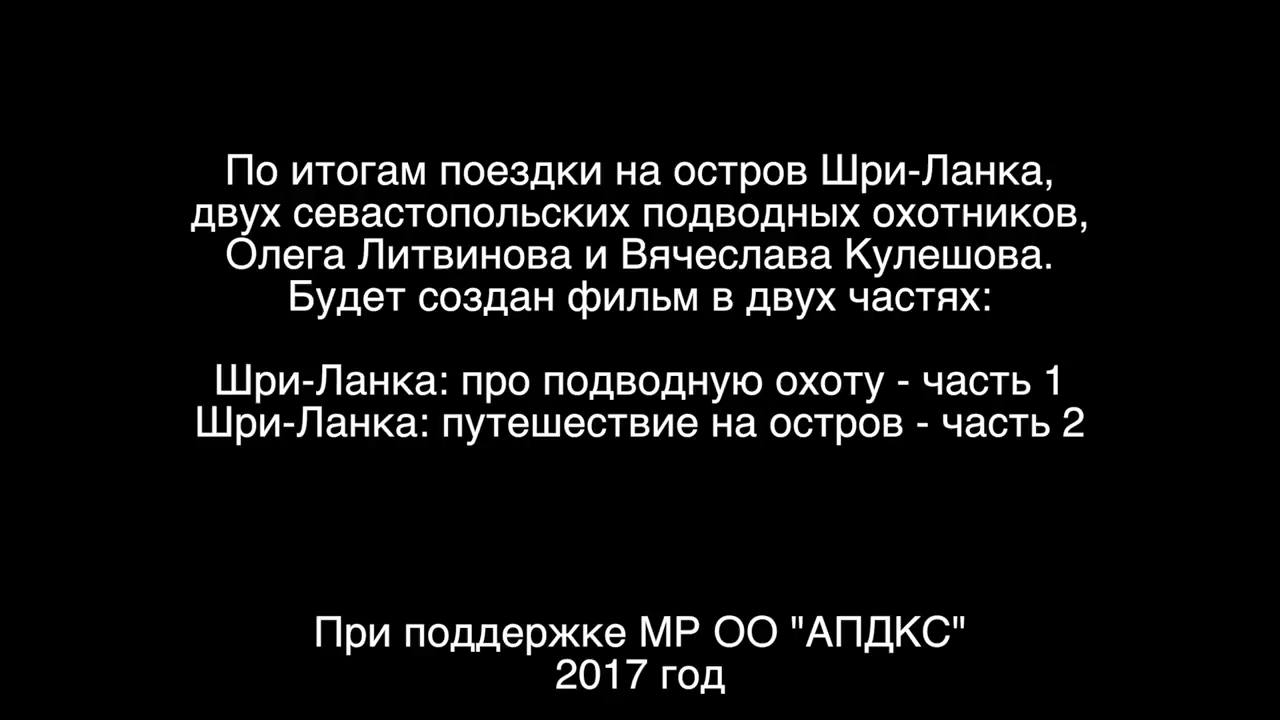 По итогам поездки на остров Шри-Ланка,
двух севастопольских подводных охотников,
Олега Литвинова и Вячеслава Кулешова.
Будет создан фильм в двух частях:
Шри-Ланка: про подводную охоту - часть 1
Шри-Ланка: путешествие на остров - часть 2
При поддержке МР ОО "АПДКС"
2017 год